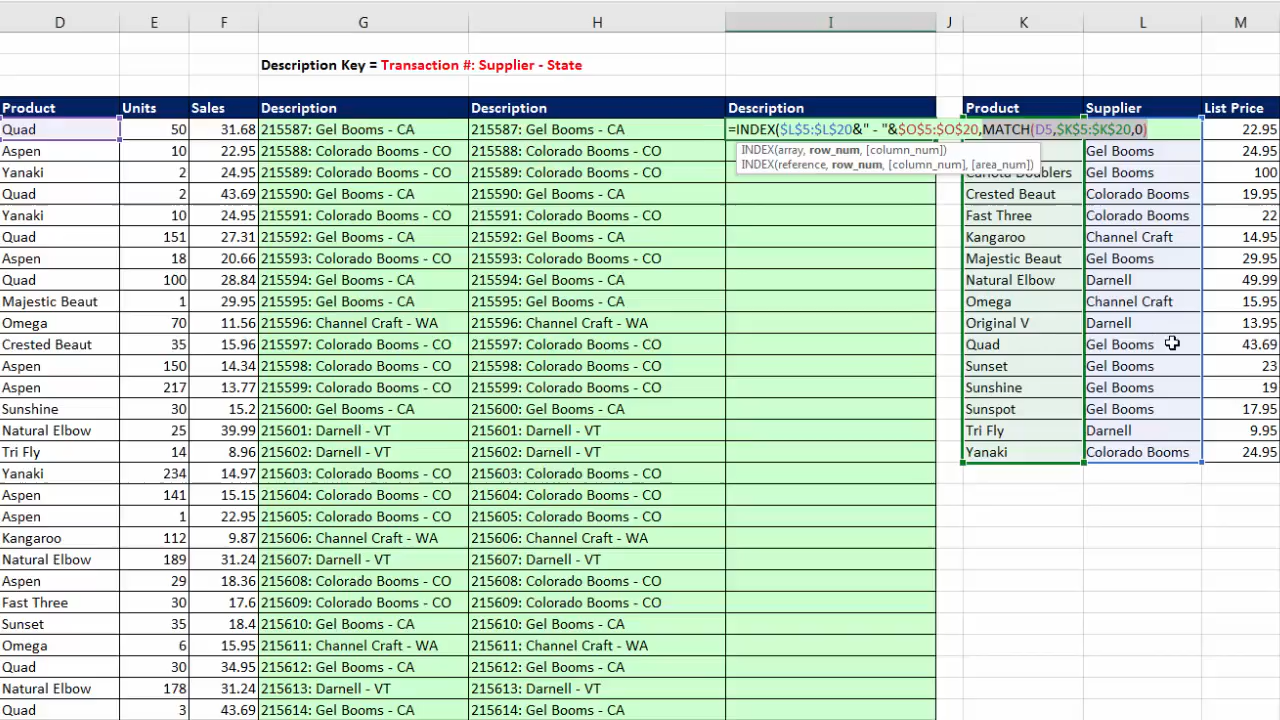 D E F G H I J K L M
Description Key = Transaction #: Supplier - State
Product Units Sales Description Description Description Product Supplier List Price
Quad 50 31.68 215587: Gel Booms - CA 215587: Gel Booms - CA =INDEX($L$5:$L$20&" - "&$O$5:$O$20,MATCH(D5,$K$5:$K$20,0) 22.95
Aspen 10 22.95 215588: Colorado Booms - CO 215588: Colorado Booms - CO INDEX(array, row_num, [column_num]) Gel Booms 24.95
Yanaki 2 24.95 215589: Colorado Booms - CO 215589: Colorado Booms - CO INDEX(reference, row_num, [column_num], [area_num]) Gel Booms 100
Quad 2 43.69 215590: Gel Booms - CA 215590: Gel Booms - CA Crested Beaut Colorado Booms 19.95
Yanaki 10 24.95 215591: Colorado Booms - CO 215591: Colorado Booms - CO Fast Three Colorado Booms 22
Quad 151 27.31 215592: Gel Booms - CA 215592: Gel Booms - CA Kangaroo Channel Craft 14.95
Aspen 18 20.66 215593: Colorado Booms - CO 215593: Colorado Booms - CO Majestic Beaut Gel Booms 29.95
Quad 100 28.84 215594: Gel Booms - CA 215594: Gel Booms - CA Natural Elbow Darnell 49.99
Majestic Beaut 1 29.95 215595: Gel Booms - CA 215595: Gel Booms - CA Omega Channel Craft 15.95
Omega 70 11.56 215596: Channel Craft - WA 215596: Channel Craft - WA Original V Darnell 13.95
Crested Beaut 35 15.96 215597: Colorado Booms - CO 215597: Colorado Booms - CO Quad Gel Booms 43.69
Aspen 150 14.34 215598: Colorado Booms - CO 215598: Colorado Booms - CO Sunset Gel Booms 23
Aspen 217 13.77 215599: Colorado Booms - CO 215599: Colorado Booms - CO Sunshine Gel Booms 19
Sunshine 30 15.2 215600: Gel Booms - CA 215600: Gel Booms - CA Sunspot Gel Booms 17.95
Natural Elbow 25 39.99 215601: Darnell - VT 215601: Darnell - VT Tri Fly Darnell 9.95
Tri Fly 14 8.96 215602: Darnell - VT 215602: Darnell - VT Yanaki Colorado Booms 24.95
Yanaki 234 14.97 215603: Colorado Booms - CO 215603: Colorado Booms - CO
Aspen 141 15.15 215604: Colorado Booms - CO 215604: Colorado Booms - CO
Aspen 1 22.95 215605: Colorado Booms - CO 215605: Colorado Booms - CO
Kangaroo 112 9.87 215606: Channel Craft - WA 215606: Channel Craft - WA
Natural Elbow 189 31.24 215607: Darnell - VT 215607: Darnell - VT
Aspen 29 18.36 215608: Colorado Booms - CO 215608: Colorado Booms - CO
Fast Three 30 17.6 215609: Colorado Booms - CO 215609: Colorado Booms - CO
Sunset 35 18.4 215610: Gel Booms - CA 215610: Gel Booms - CA
Omega 6 15.95 215611: Channel Craft - WA 215611: Channel Craft - WA
Quad 30 34.95 215612: Gel Booms - CA 215612: Gel Booms - CA
Natural Elbow 178 31.24 215613: Darnell - VT 215613: Darnell - VT
Quad 3 43.69 215614: Gel Booms - CA 215614: Gel Booms - CA